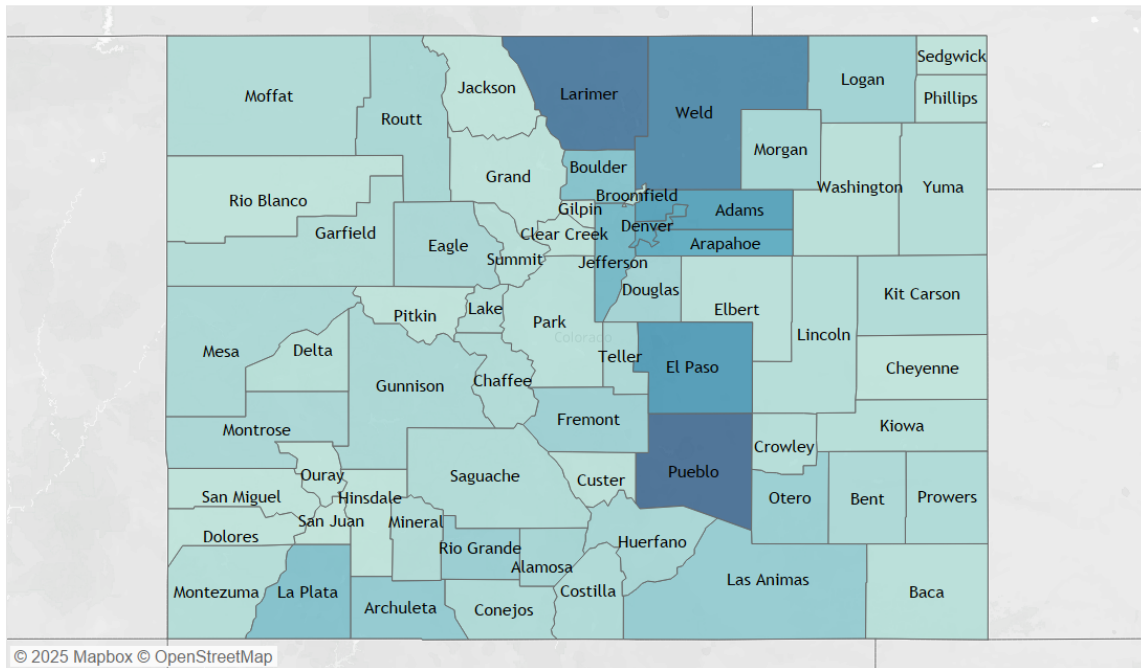 Sedgwick
Logan
Jackson
Larimer
Moffat
Phillips
Weld
Routt
Morgan
Boulder
Grand
Washington
Yuma
Broomfield
Rio Blanco
Gilpin
Adams
Denver
Garfield
Clear Creek
Eagle
Arapahoe
Summit
Jefferson
Douglas
Kit Carson
Lake
Elbert
Pitkin
Park
Lincoln
Colorado
Mesa
Delta
Teller
El Paso
Cheyenne
Chaffee
Gunnison
Fremont
Kiowa
Montrose
Crowley
Pueblo
Ouray
Saguache
Custer
San Miguel
Hinsdale
Otero
Bent
Prowers
San Juan
Mineral
Dolores
Huerfano
Rio Grande
Alamosa
Las Animas
Montezuma
La Plata
Costilla
Baca
Archuleta
Conejos
© 2025 Mapbox © OpenStreetMap